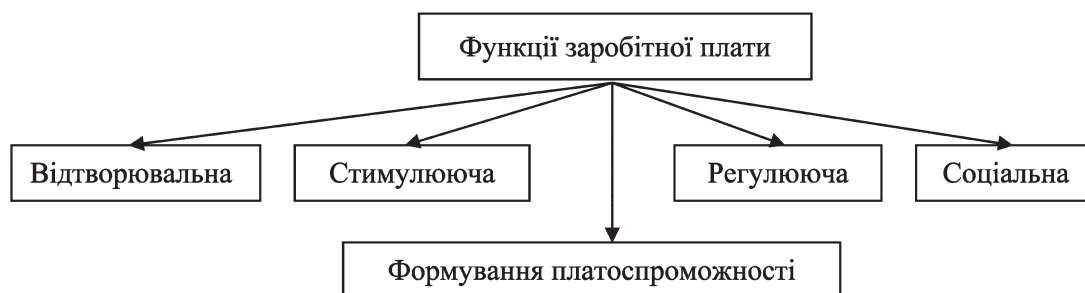 Функції заробітної плати
Відтворювальна
Стимулююча
Регулююча
Соціальна
Формування платоспроможності